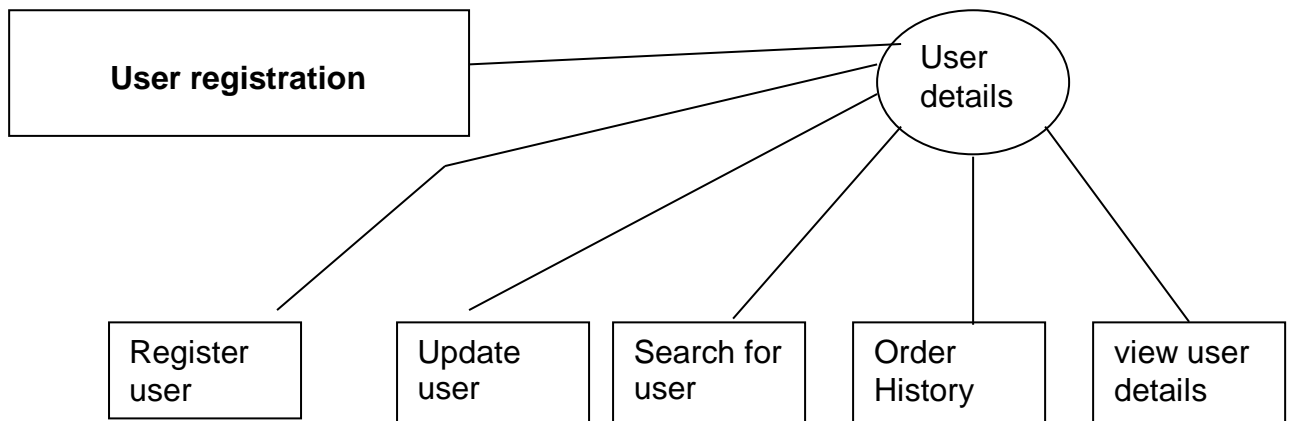 User registration
User
details
Register
user
Update
user
Search for
user
Order
History
view user
details